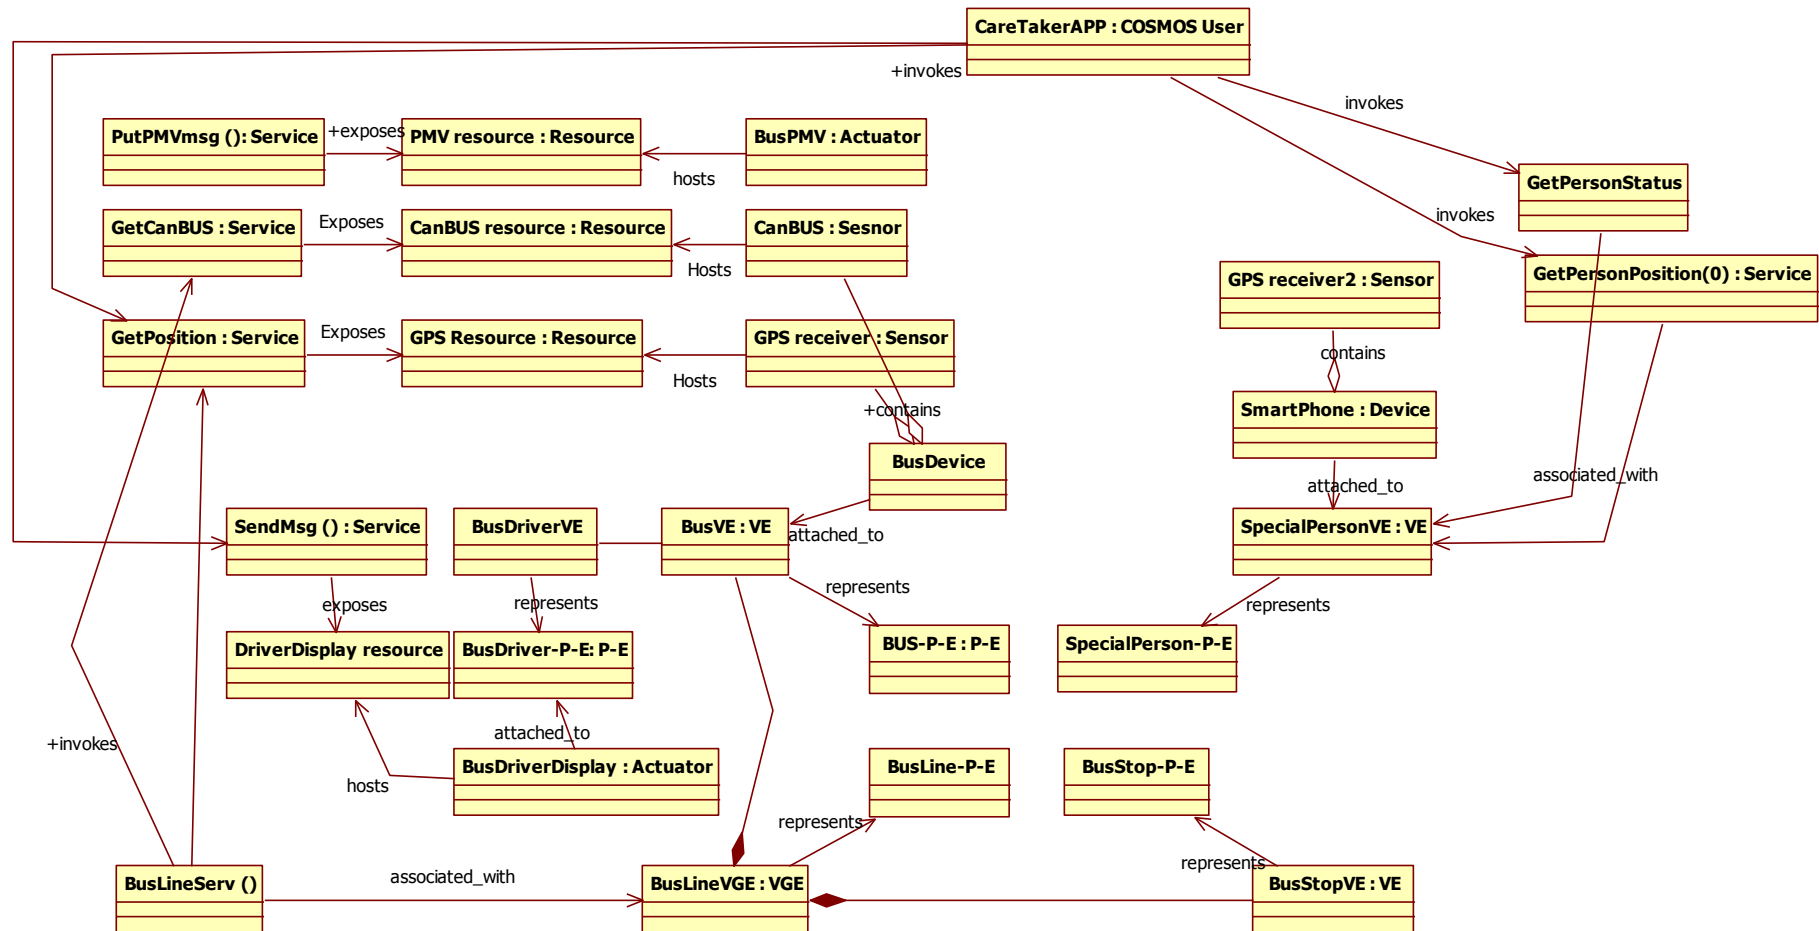 CareTakerAPP : COSMOS User
+invokes
invokes
PutPMVmsg (): Service
+exposes
PMV resource : Resource
hosts
BusPMV : Actuator
GetPersonStatus
GetCanBUS : Service
Exposes
CanBUS resource : Resource
Hosts
CanBUS : Sesnor
invokes
GPS receiver2 : Sensor
GetPersonPosition(0) : Service
GetPosition : Service
Exposes
GPS Resource : Resource
Hosts
GPS receiver : Sensor
contains
+contains
SmartPhone : Device
BusDevice
attached_to
associated_with
SendMsg () : Service
BusDriverVE
BusVE : VE
attached_to
SpecialPersonVE : VE
exposes
represents
represents
represents
DriverDisplay resource
BusDriver-P-E: P-E
BUS-P-E : P-E
SpecialPerson-P-E
+invokes
attached_to
hosts
BusDriverDisplay : Actuator
BusLine-P-E
BusStop-P-E
represents
represents
BusLineServ ()
associated_with
BusLineVGE : VGE
BusStopVE : VE